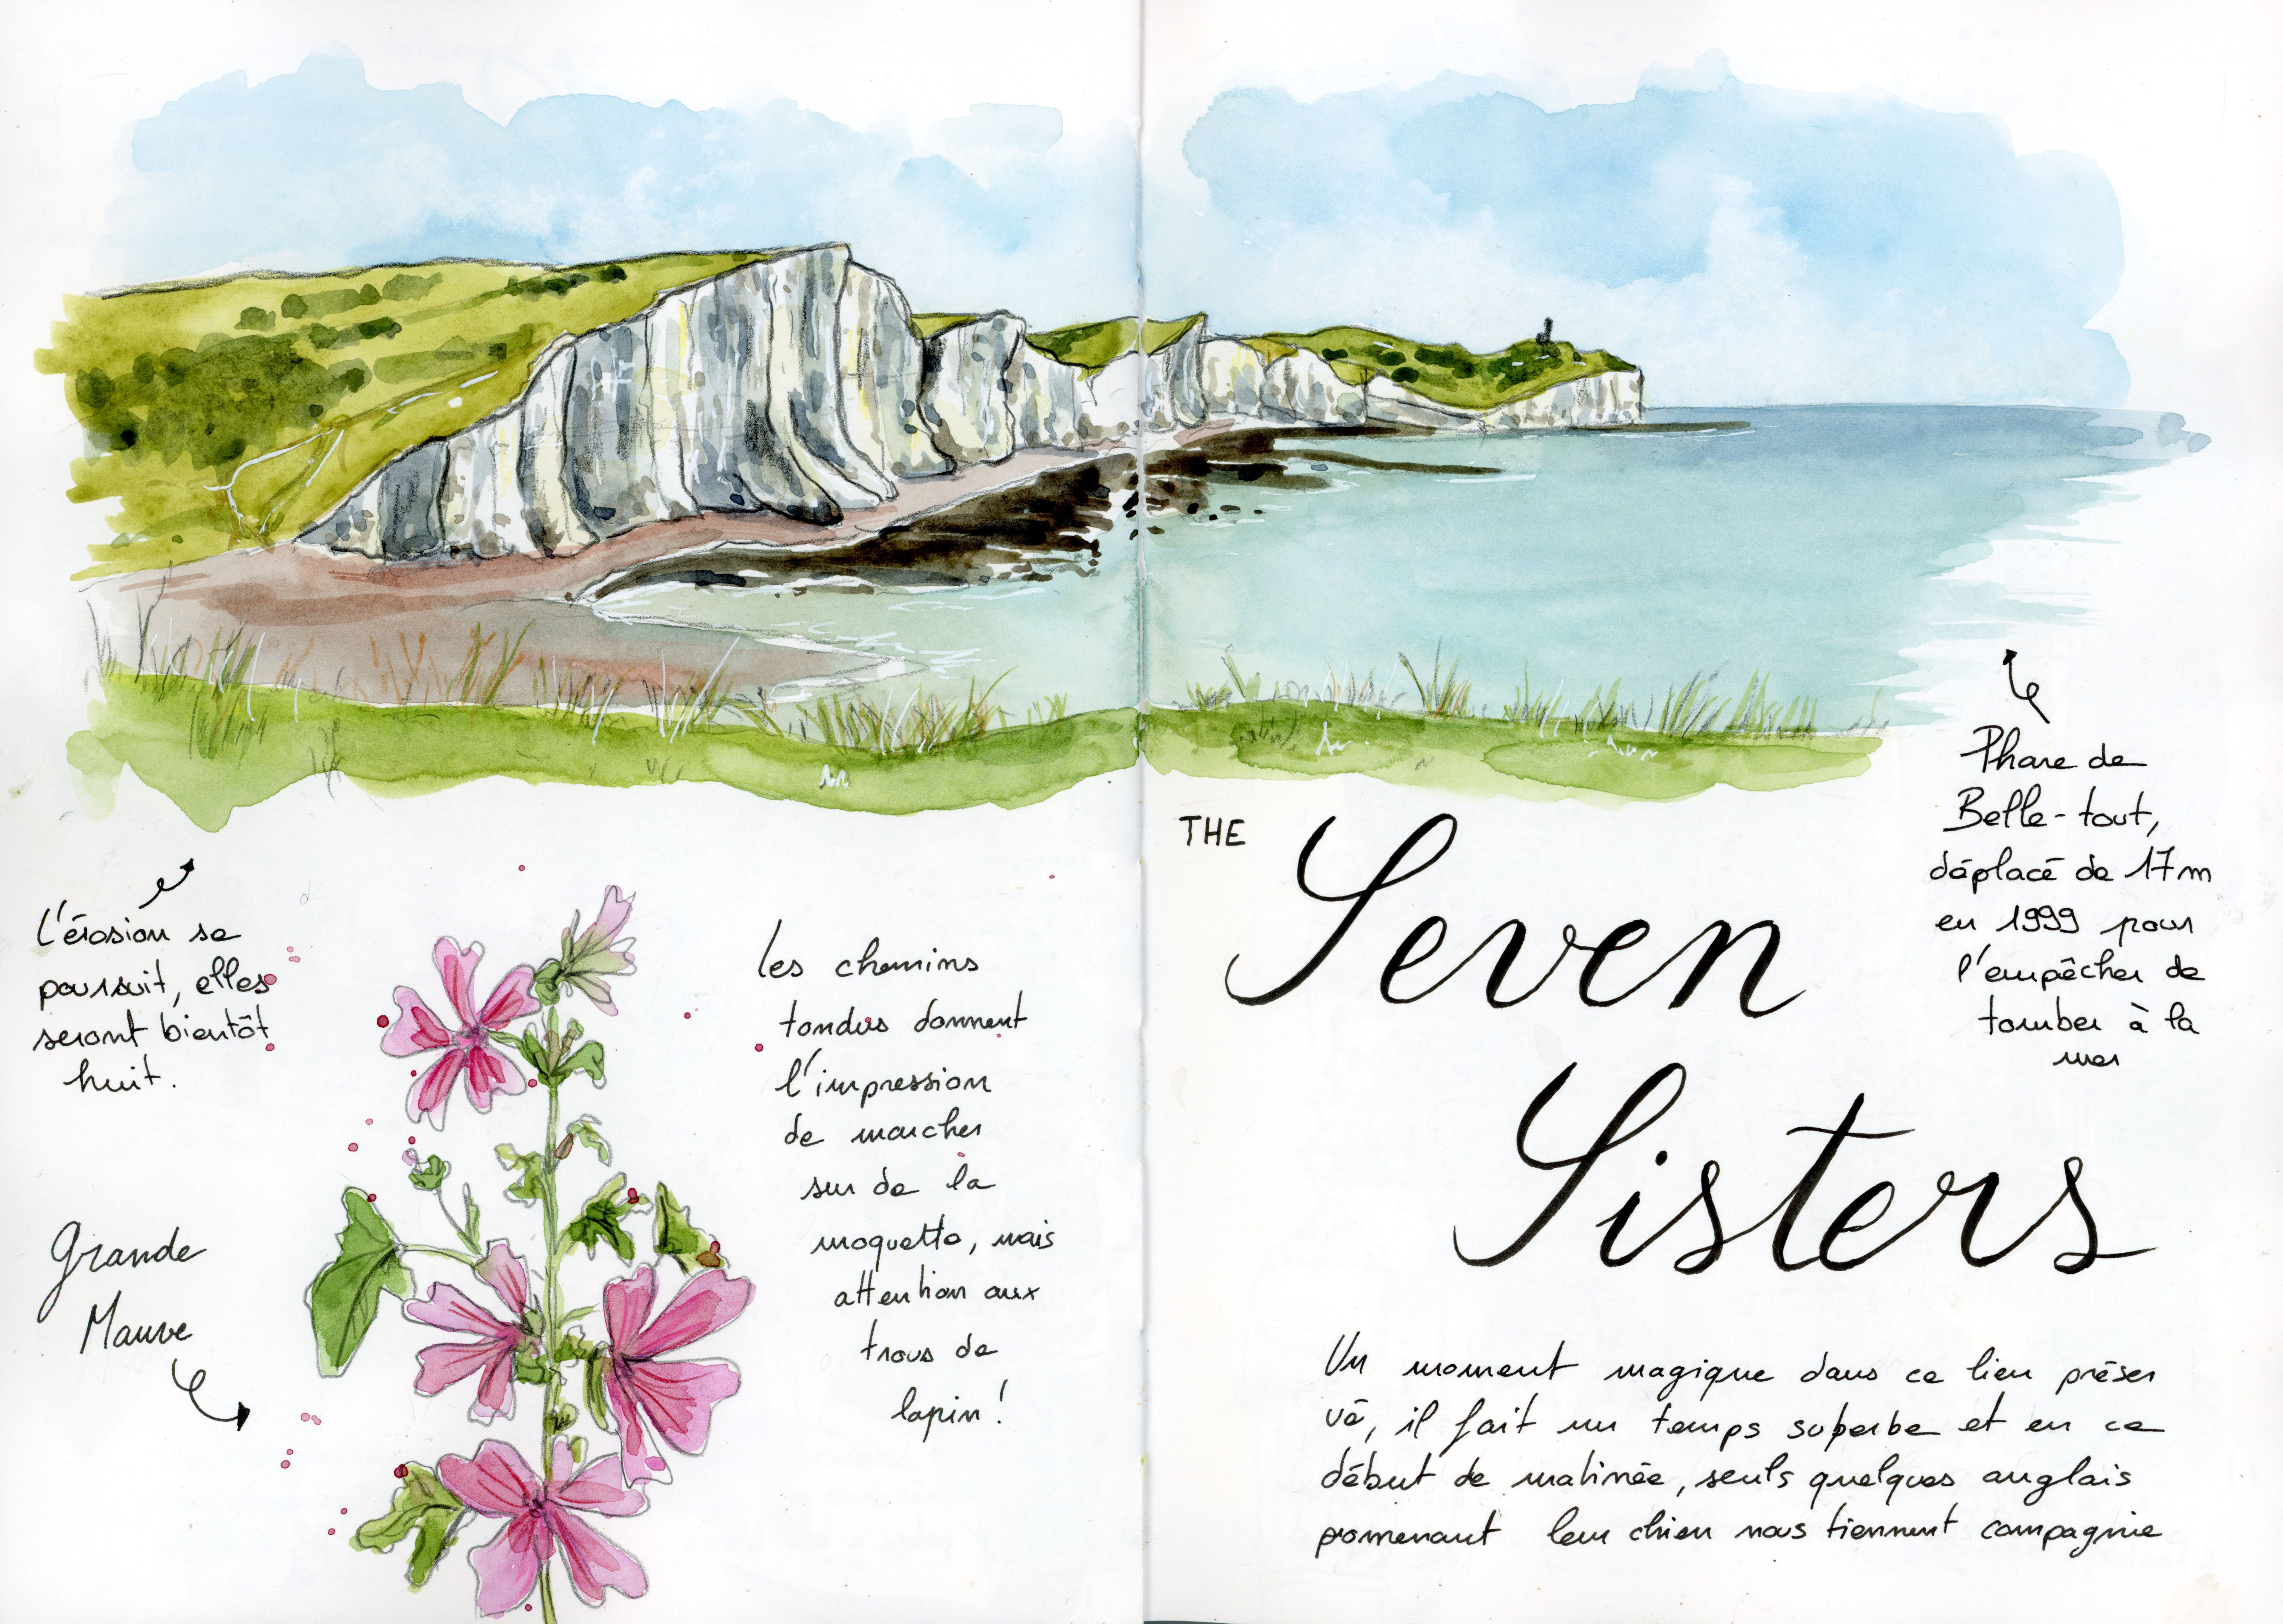 L'érosion se
poursuit, elles
seront bientôt
huit.
Grande
Mauve
les chemins
tondus donnent
l'impression
de marcher
sur de la
moquette, mais
attention aux
trous de
lapin!
THE Seven
Sisters
Phare de
Belle-tout,
déplacé de 17m
en 1999 pour
l'empêcher de
tomber à la
mer
Un moment magique dans ce lieu préser
vé, il fait un temps superbe et en ce
début de matinée, seuls quelques anglais
promenant leur chien nous tiennent compagnie